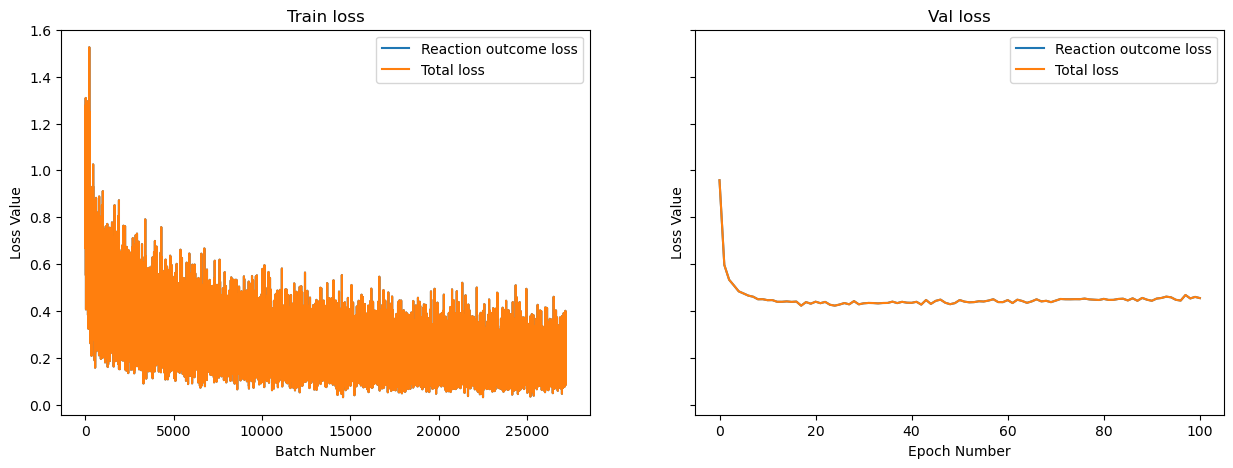 Train loss
Reaction outcome loss
Total loss
Loss Value
1.6
1.4
1.2
1.0
0.8
0.6
0.4
0.2
0.0
0
5000
10000
15000
20000
25000
Batch Number
Val loss
Reaction outcome loss
Total loss
Loss Value
0
20
40
60
80
100
Epoch Number